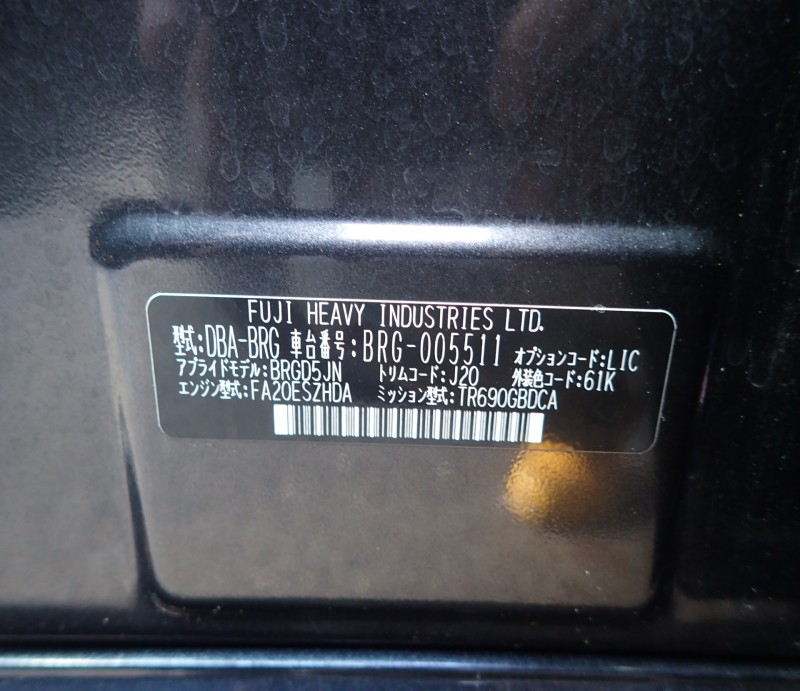 FUJI HEAVY INDUSTRIES LTD.
型式:DBA-BRG 車台番号:BRG-005511 オプションコード:LIC
アプライドモデル:BRGD5JN トリムコード:J20 外装色コード:61K
エンジン型式:FA20ESZHDA ミッション型式:TR690GBDCA